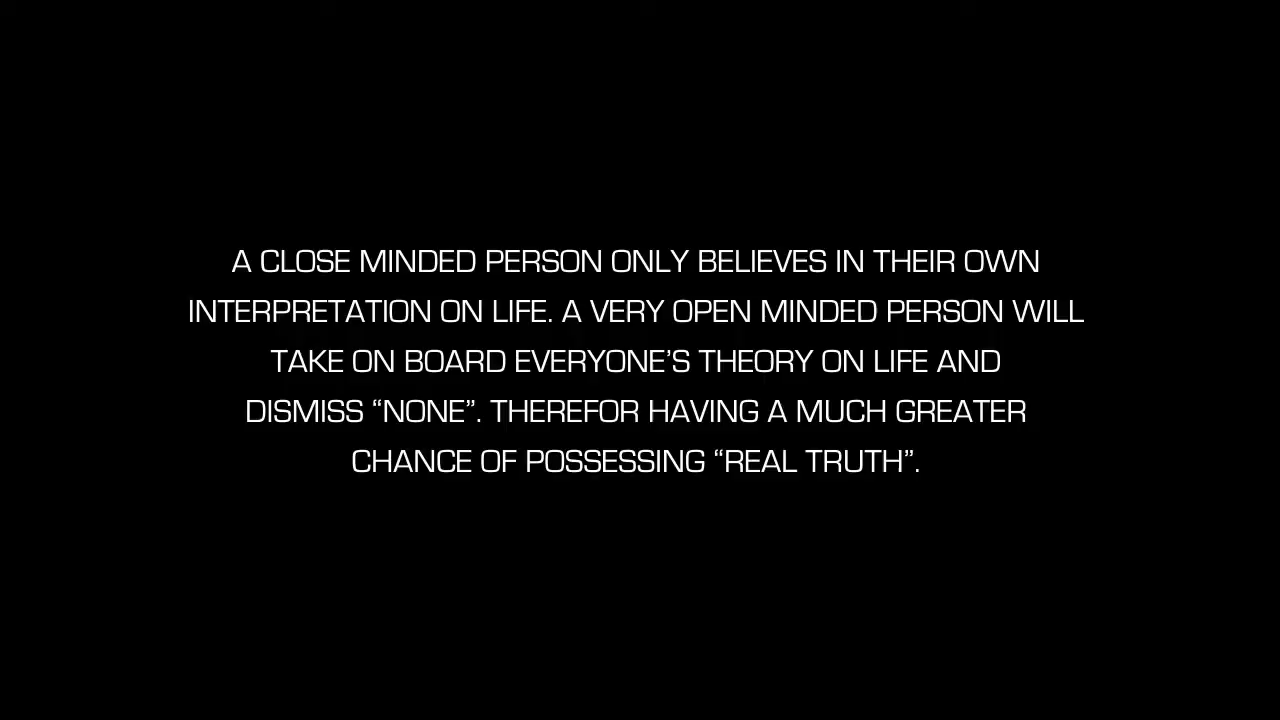 A CLOSE MINDED PERSON ONLY BELIEVES IN THEIR OWN
INTERPRETATION ON LIFE. A VERY OPEN MINDED PERSON WILL
TAKE ON BOARD EVERYONE’S THEORY ON LIFE AND
DISMISS “NONE”. THEREFOR HAVING A MUCH GREATER
CHANCE OF POSSESSING “REAL TRUTH”.